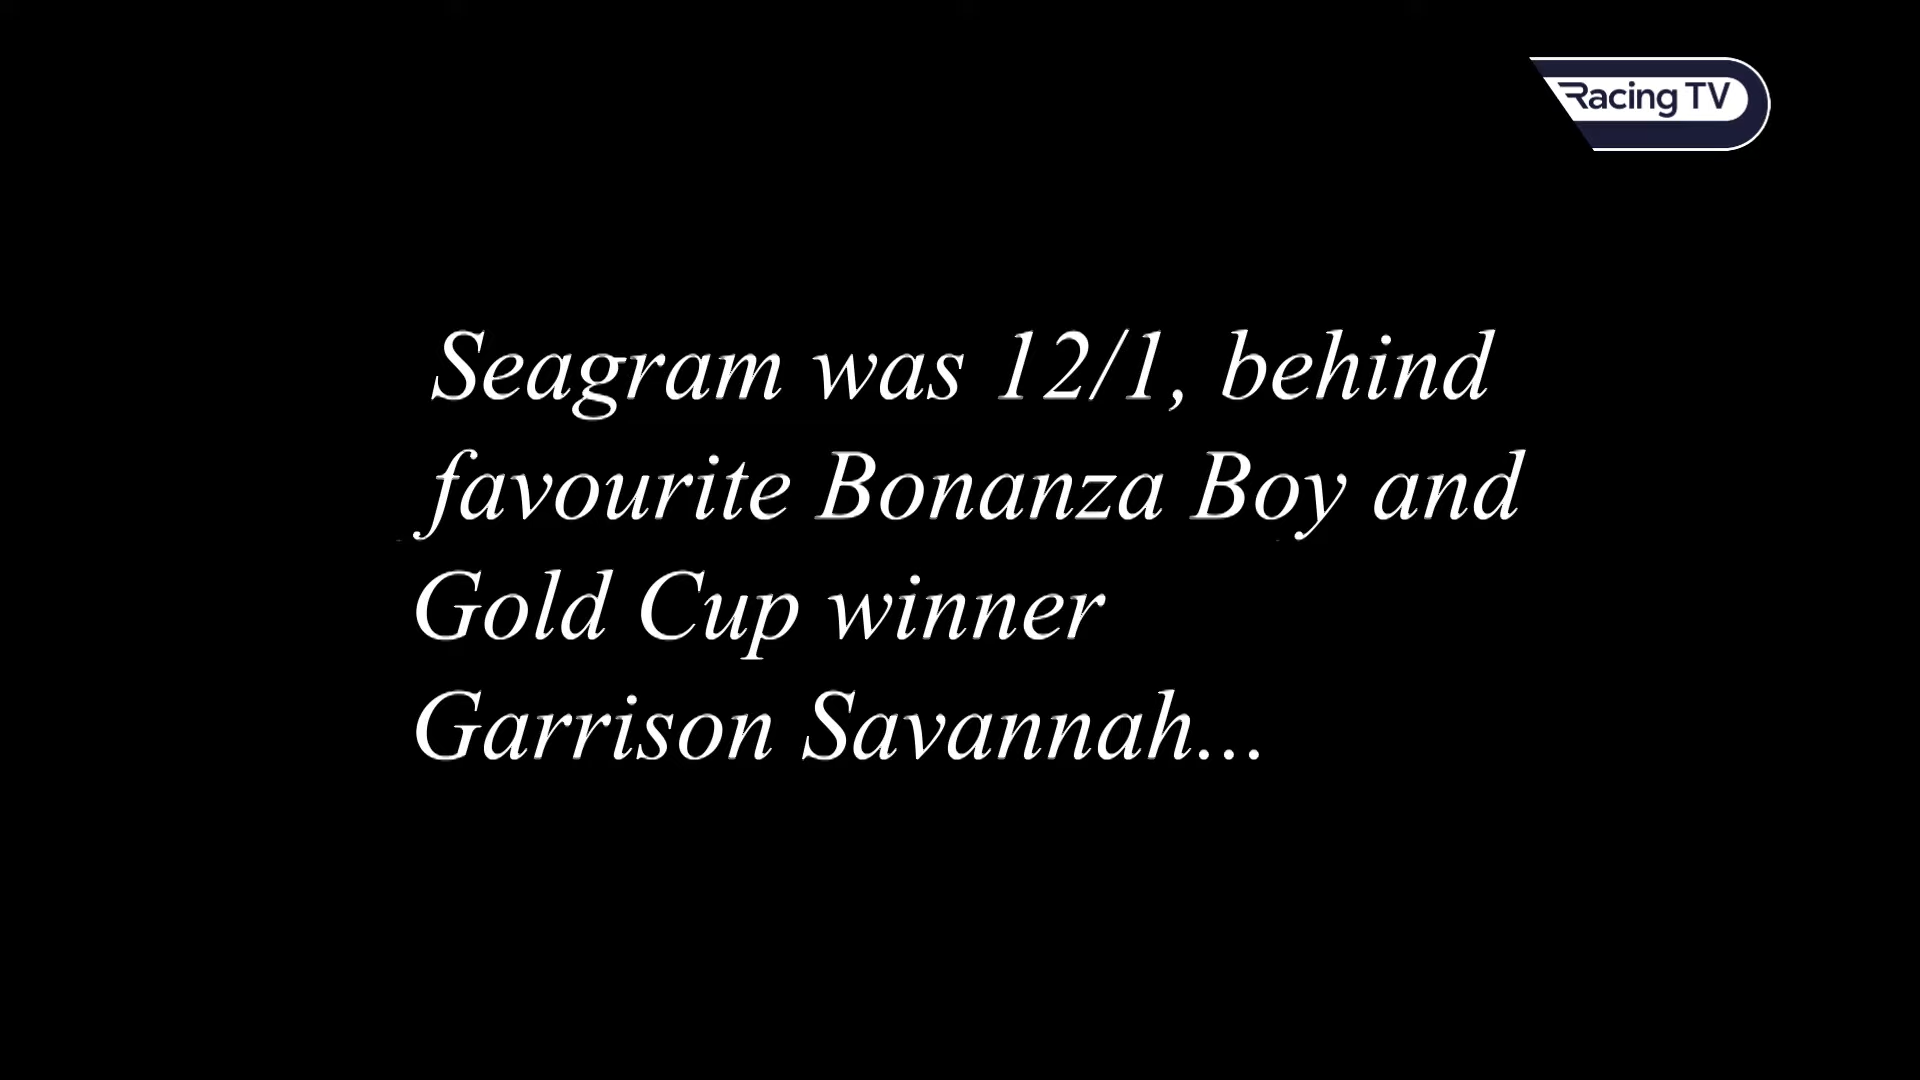 Racing TV
Seagram was 12/1, behind
favourite Bonanza Boy and
Gold Cup winner
Garrison Savannah...